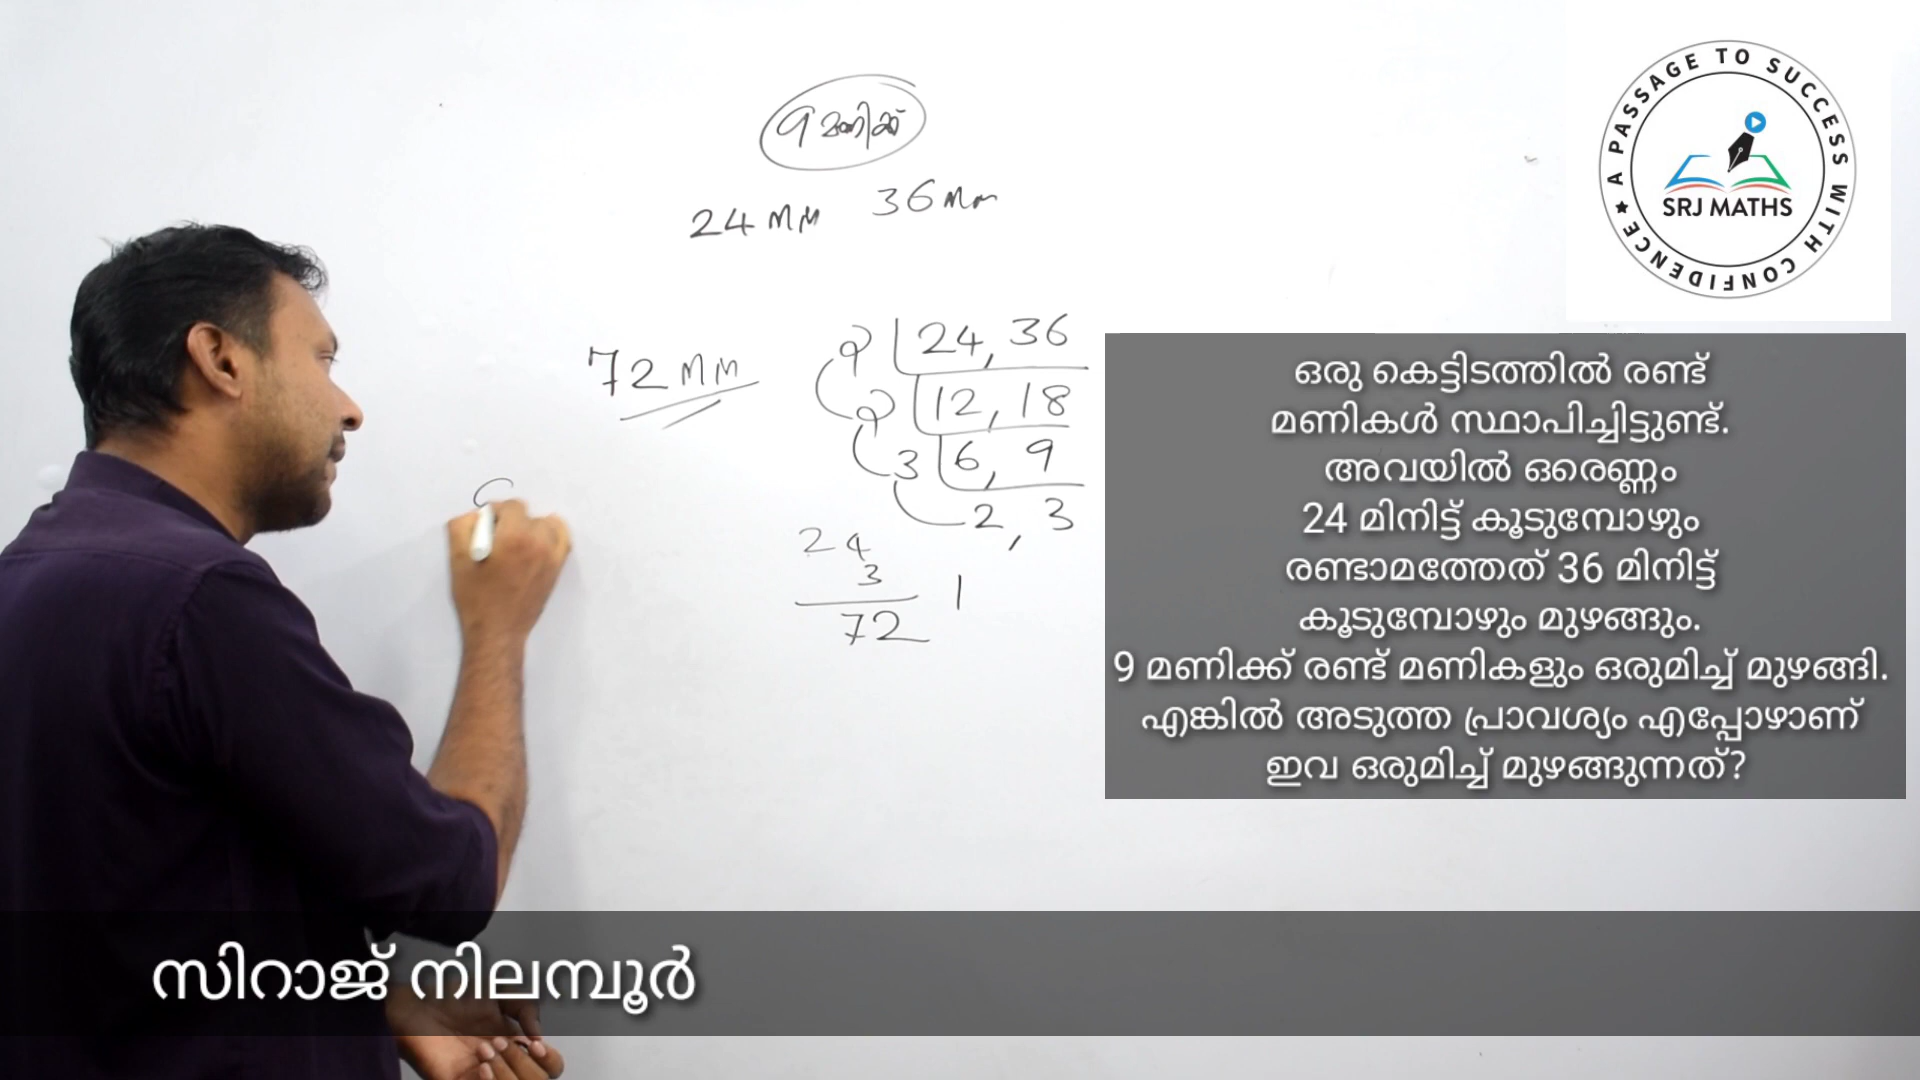 9 മണിക്ക്
24 MM 36 Mm
72 MM
2 24, 36
2 12, 18
3 6, 9
2, 3
24
3
72
1
A PASSAGE TO SUCCESS WITH CONFIDENCE
SRJ MATHS
ഒരു കെട്ടിടത്തിൽ രണ്ട്
മണികൾ സ്ഥാപിച്ചിട്ടുണ്ട്.
അവയിൽ ഒരെണ്ണം
24 മിനിട്ട് കൂടുമ്പോഴും
രണ്ടാമത്തേത് 36 മിനിട്ട്
കൂടുമ്പോഴും മുഴങ്ങും.
9 മണിക്ക് രണ്ട് മണികളും ഒരുമിച്ച് മുഴങ്ങി.
എങ്കിൽ അടുത്ത പ്രാവശ്യം എപ്പോഴാണ്
ഇവ ഒരുമിച്ച് മുഴങ്ങുന്നത്?
സിറാജ് നിലമ്പൂർ